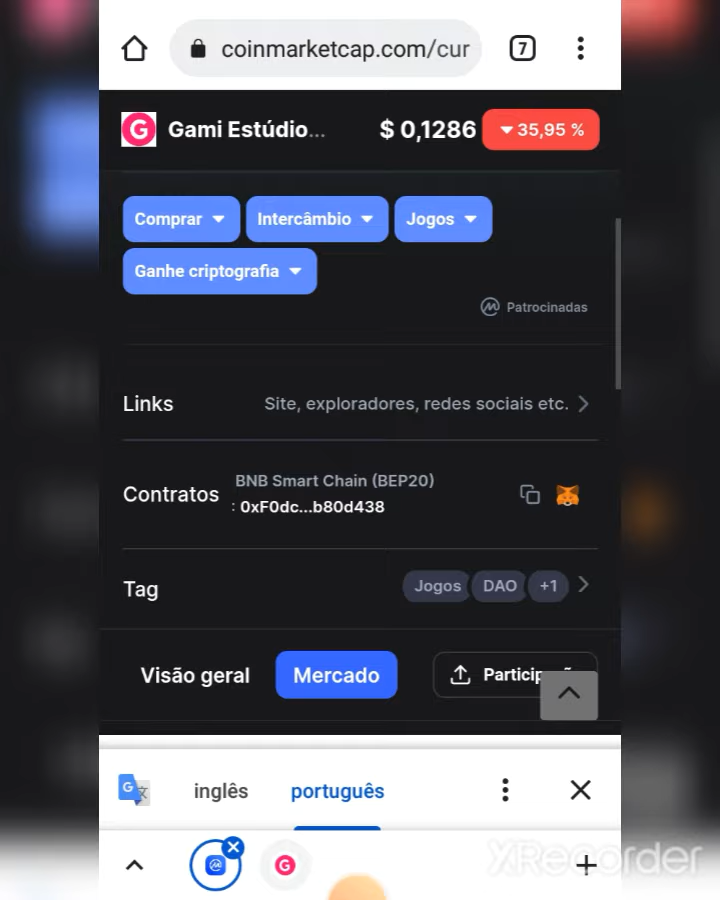 coinmarketcap.com/cur
7
Gami Estúdio...
$ 0,1286
35,95 %
Comprar
Intercâmbio
Jogos
Ganhe criptografia
Patrocinadas
Links
Site, exploradores, redes sociais etc.
Contratos
BNB Smart Chain (BEP20)
: 0xF0dc...b80d438
Tag
Jogos
DAO
+1
Visão geral
Mercado
inglês
português
XRecorder